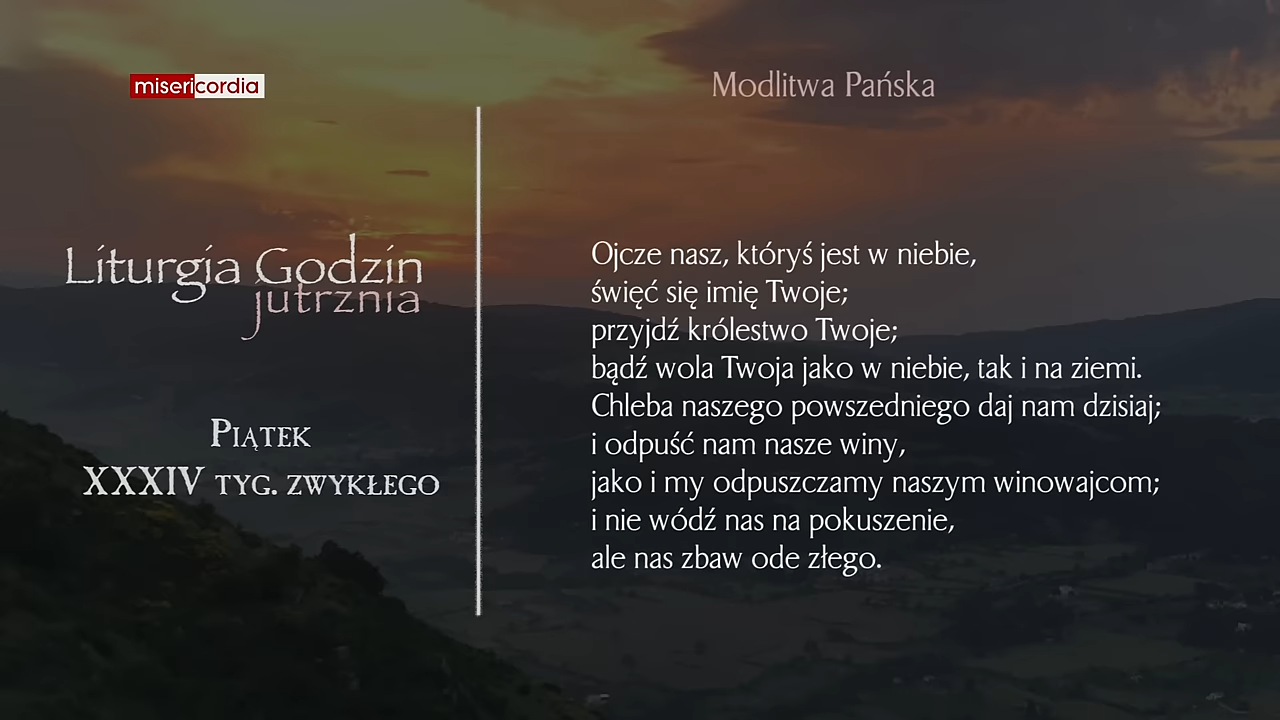 misericordia
Liturgia Godzin
jutrznia
Piątek
XXXIV tyg. zwykłego
Modlitwa Pańska
Ojcze nasz, któryś jest w niebie,
święć się imię Twoje;
przyjdź królestwo Twoje;
bądź wola Twoja jako w niebie, tak i na ziemi.
Chleba naszego powszedniego daj nam dzisiaj;
i odpuść nam nasze winy,
jako i my odpuszczamy naszym winowajcom;
i nie wódź nas na pokuszenie,
ale nas zbaw ode złego.